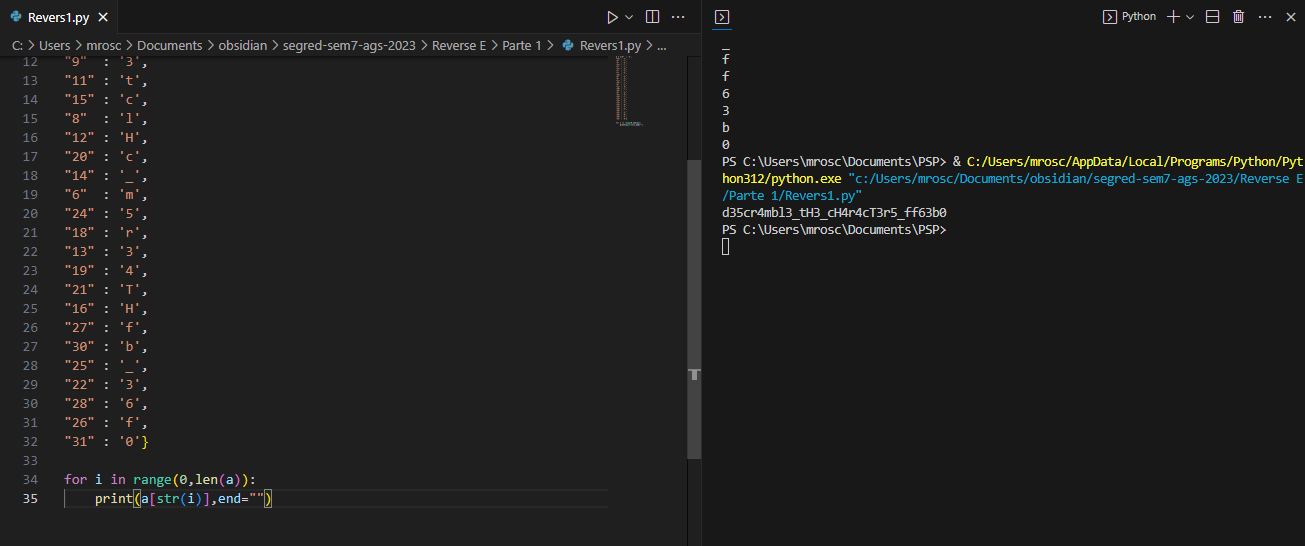 Revers1.py
C: > Users > mrosc > Documents > obsidian > segred-sem7-ags-2023 > Reverse E > Parte 1 > Revers1.py > ...
12 "9" : '3',
13 "11" : 't',
14 "15" : 'c',
15 "8" : 'l',
16 "12" : 'H',
17 "20" : 'c',
18 "14" : '_',
19 "6" : 'm',
20 "24" : '5',
21 "18" : 'r',
22 "13" : '3',
23 "19" : '4',
24 "21" : 'T',
25 "16" : 'H',
26 "27" : 'f',
27 "30" : 'b',
28 "25" : '_',
29 "22" : '3',
30 "28" : '6',
31 "26" : 'f',
32 "31" : '0'}
33
34 for i in range(0,len(a)):
35 print(a[str(i)],end="")
Python
_
f
f
6
3
b
0
PS C:\Users\mrosc\Documents\PSP> & C:/Users/mrosc/AppData/Local/Programs/Python/Pyt
hon312/python.exe "c:/Users/mrosc/Documents/obsidian/segred-sem7-ags-2023/Reverse E
/Parte 1/Revers1.py"
d35cr4mbl3_tH3_cH4r4cT3r5_ff63b0
PS C:\Users\mrosc\Documents\PSP>